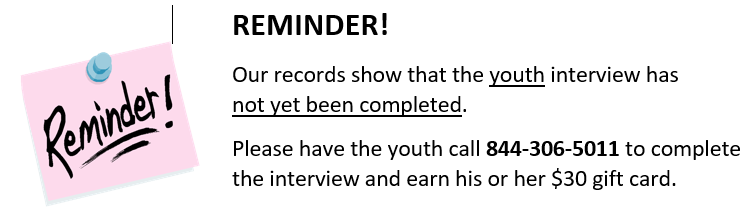 Reminder!
REMINDER!
Our records show that the youth interview has
not yet been completed.
Please have the youth call 844-306-5011 to complete
the interview and earn his or her $30 gift card.